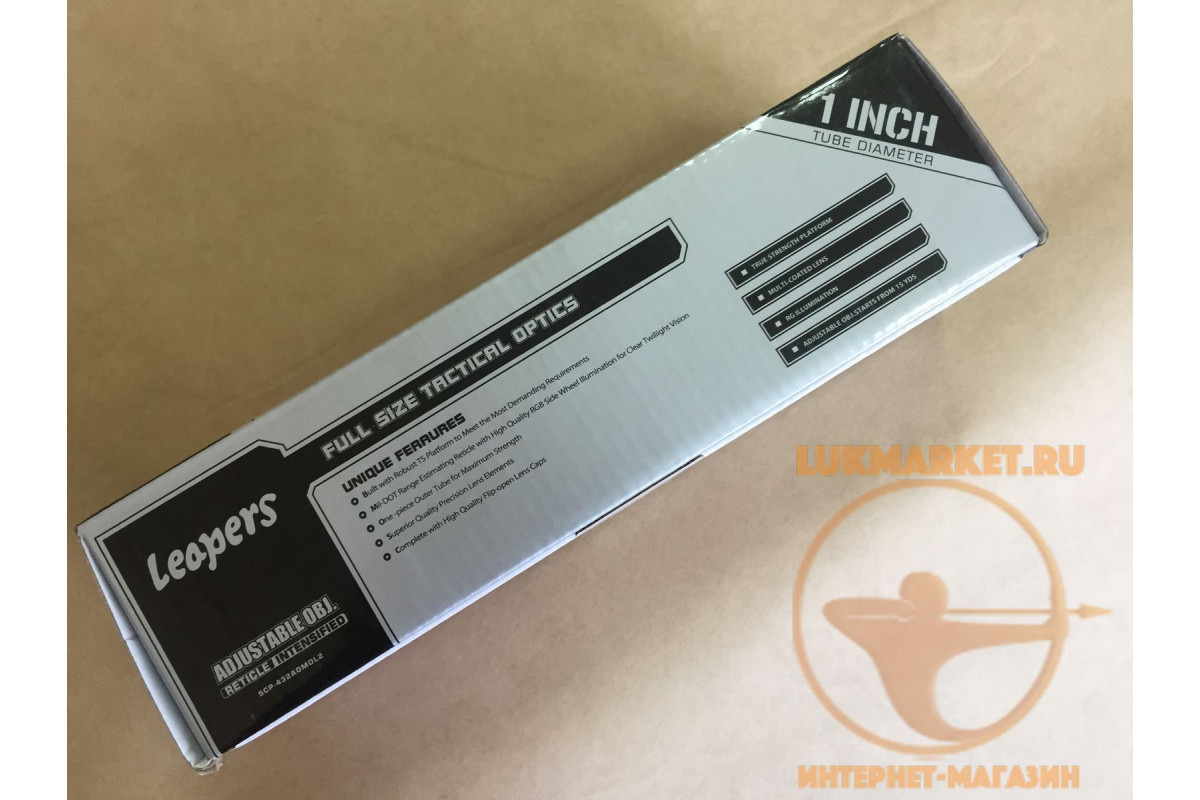 1 INCH
TUBE DIAMETER
TRUE STRENGTH PLATFORM
MULTI-COATED LENS
RG ILLUMINATION
ADJUSTABLE OBJ.STARTS FROM 15 YDS
FULL SIZE TACTICAL OPTICS
UNIQUE FERRURES
Built with Robust TS Platform to Meet the Most Demanding Requirements
Mil-DOT Range Estimating Reticle with High Quality RGB Side Wheel Illumination for Clear Twiliight Vision
One -piece Outer Tube for Maximum Strength
Superior Quality Precision Lens Elements
Complete with High Quality Flip-open Lens Caps
Leapers
ADJUSTABLE OBJ.
RETICLE INTENSIFIED
SCP-432AOMDL2
LUKMARKET.RU
ИНТЕРНЕТ-МАГАЗИН